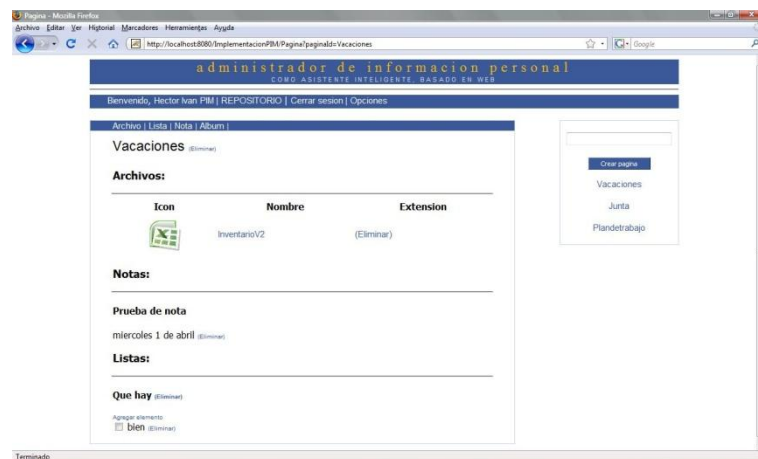 Pagina - Mozilla Firefox
Archivo Editar Ver Historial Marcadores Herramientas Ayuda
http://localhost:8080/ImplementacionPIM/Pagina?paginaId=Vacaciones
Google
administrador de informacion personal
COMO ASISTENTE INTELIGENTE, BASADO EN WEB
Bienvenido, Hector Ivan PIM | REPOSITORIO | Cerrar sesion | Opciones
Archivo | Lista | Nota | Album |
Vacaciones (Eliminar)
Archivos:
Icon Nombre Extension
InventarioV2 (Eliminar)
Notas:
Prueba de nota
miercoles 1 de abril (Eliminar)
Listas:
Que hay (Eliminar)
Agregar elemento
bien (Eliminar)
Crear pagina
Vacaciones
Junta
Plandetrabajo
Terminado